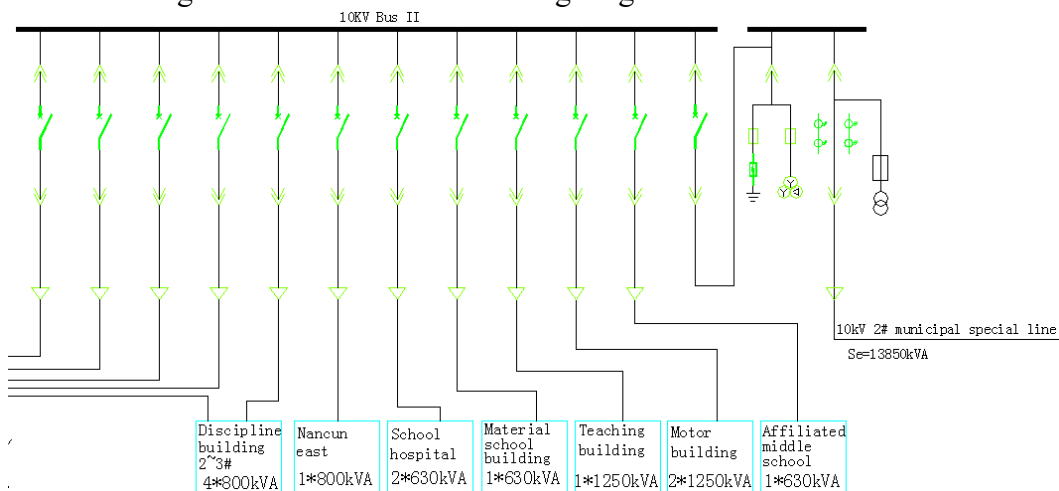 10KV Bus II
10kV 2# municipal special line
Se=13850kVA
Discipline
building
2~3#
4*800kVA
Nancun
east
1*800kVA
School
hospital
2*630kVA
Material
school
building
1*630kVA
Teaching
building
1*1250kVA
Motor
building
2*1250kVA
Affiliated
middle
school
1*630kVA